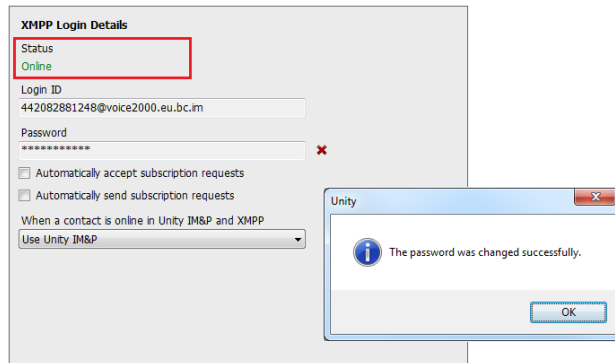 XMPP Login Details
Status
Online
Login ID
442082881248@voice2000.eu.bc.im
Password
***********
Automatically accept subscription requests
Automatically send subscription requests
When a contact is online in Unity IM&P and XMPP
Use Unity IM&P
Unity
The password was changed successfully.
OK